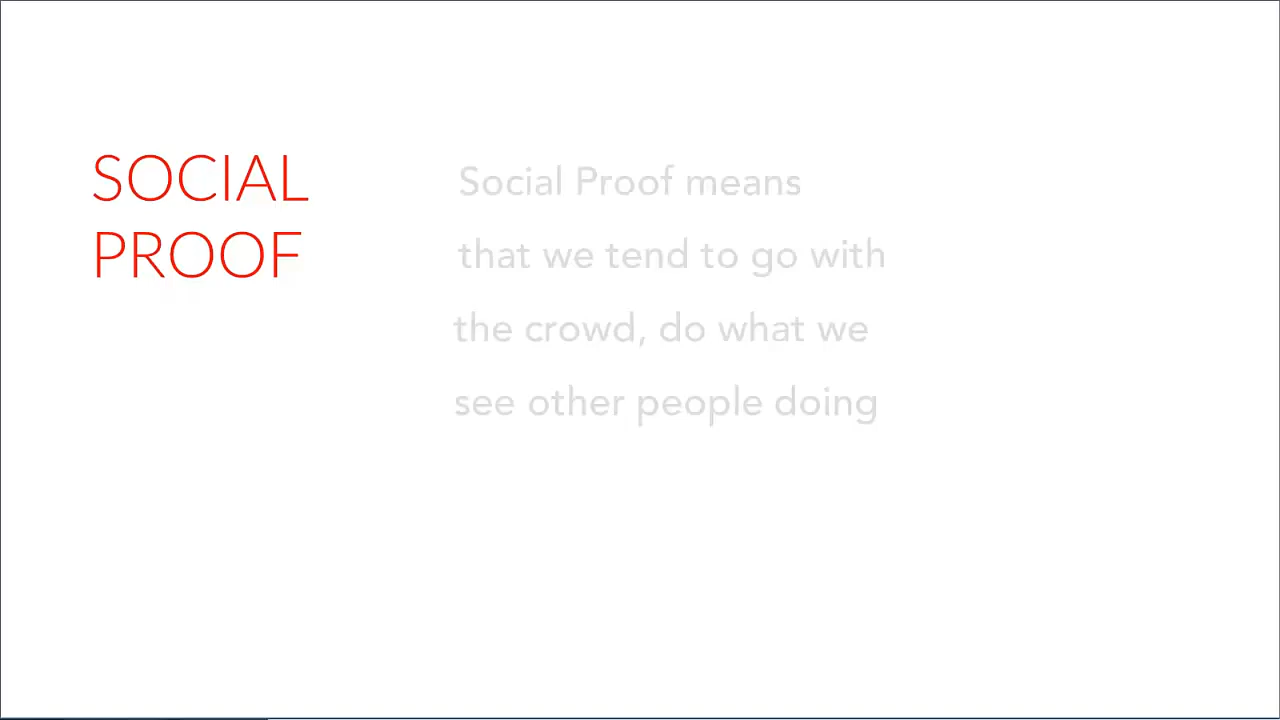 SOCIAL
PROOF
Social Proof means
that we tend to go with
the crowd, do what we
see other people doing